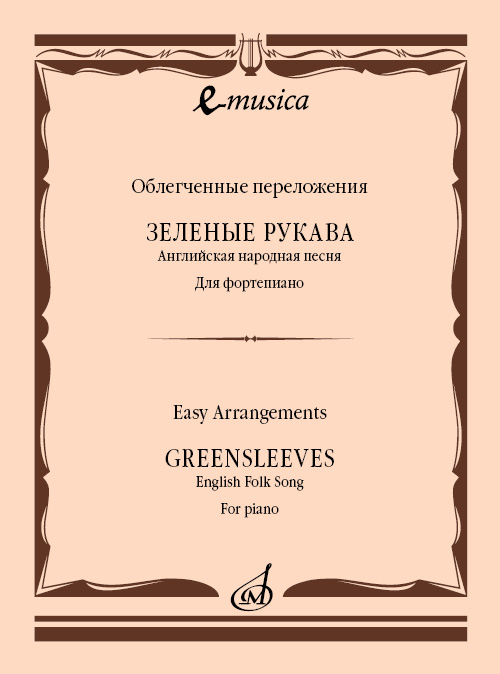 e-musica
Облегченные переложения
ЗЕЛЕНЫЕ РУКАВА
Английская народная песня
Для фортепиано
Easy Arrangements
GREENSLEEVES
English Folk Song
For piano